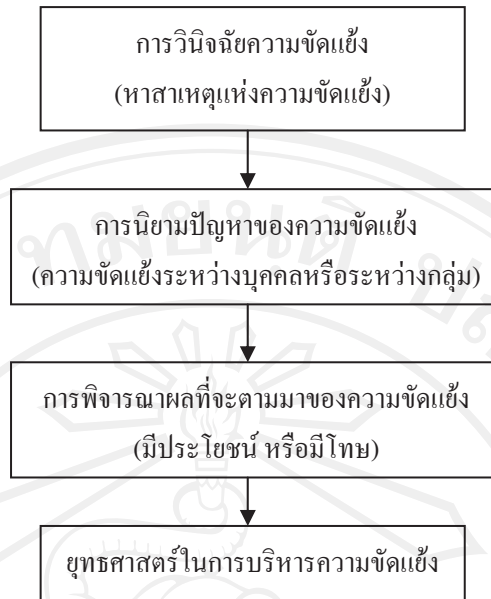 การวินิจฉัยความขัดแย้ง
(หาสาเหตุแห่งความขัดแย้ง)
การนิยามปัญหาของความขัดแย้ง
(ความขัดแย้งระหว่างบุคคลหรือระหว่างกลุ่ม)
การพิจารณาผลที่จะตามมาของความขัดแย้ง
(มีประโยชน์ หรือมีโทษ)
ยุทธศาสตร์ในการบริหารความขัดแย้ง